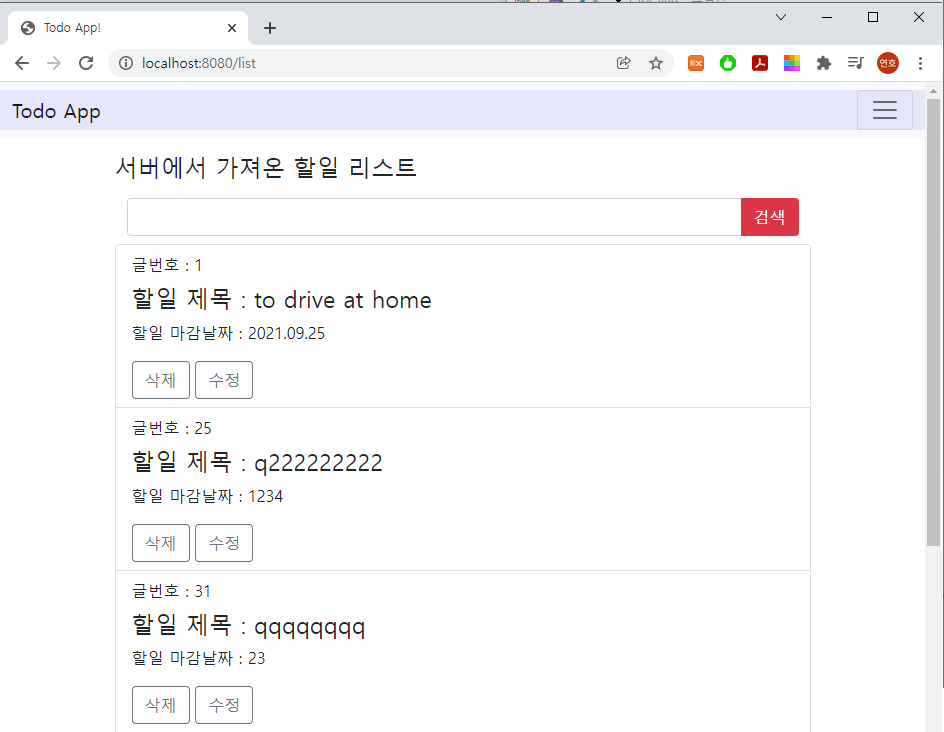 Todo App!
localhost:8080/list
연호
Todo App
서버에서 가져온 할일 리스트
검색
글번호 : 1
할일 제목 : to drive at home
할일 마감날짜 : 2021.09.25
삭제 수정
글번호 : 25
할일 제목 : q222222222
할일 마감날짜 : 1234
삭제 수정
글번호 : 31
할일 제목 : qqqqqqqq
할일 마감날짜 : 23
삭제 수정